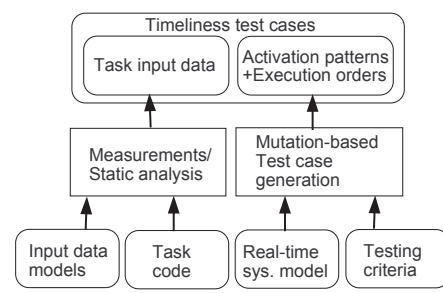 Timeliness test cases
Task input data
Activation patterns
+Execution orders
Measurements/
Static analysis
Mutation-based
Test case
generation
Input data
models
Task
code
Real-time
sys. model
Testing
criteria